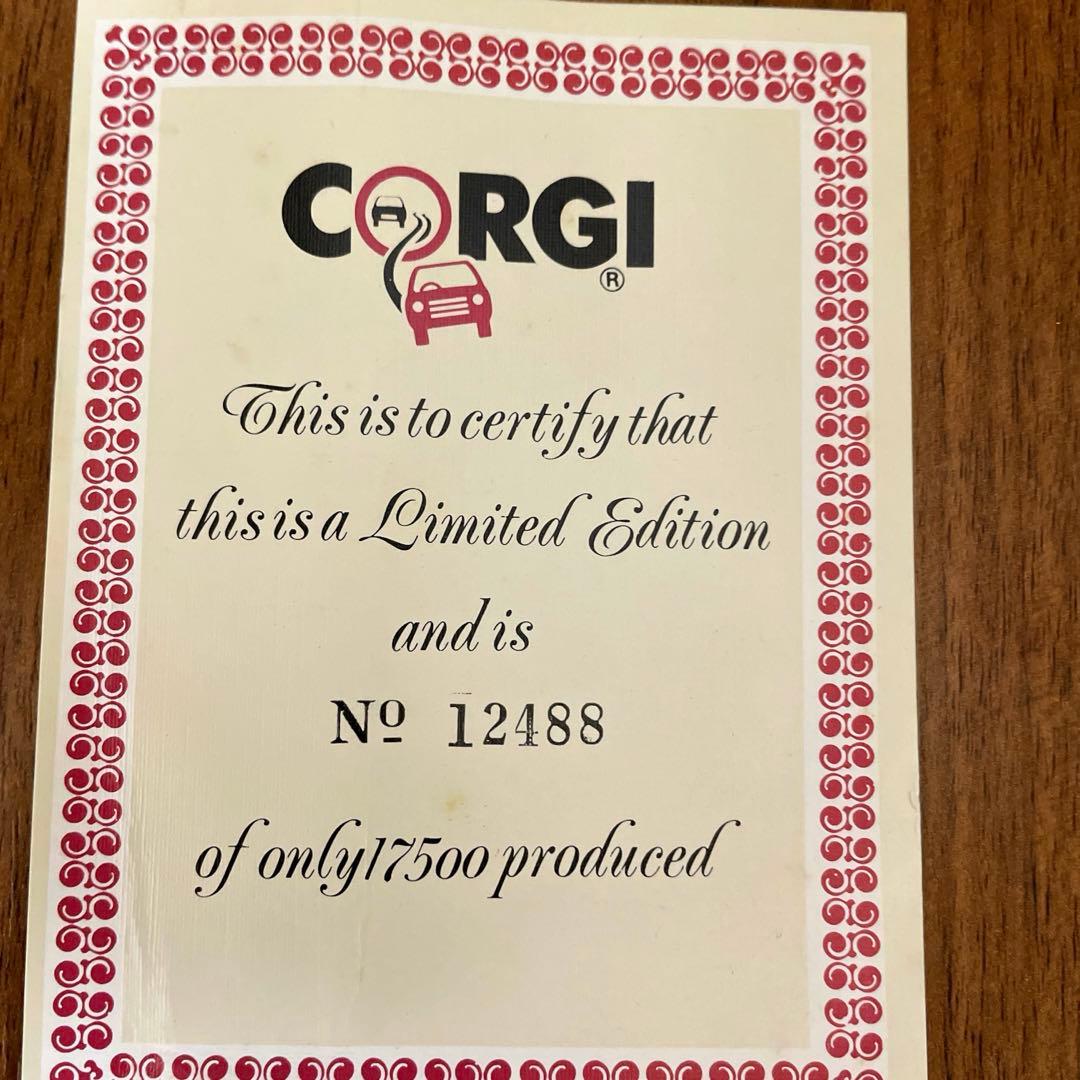 CORGI ®
This is to certify that
this is a Limited Edition
and is
Nº 12488
of only 17500 produced